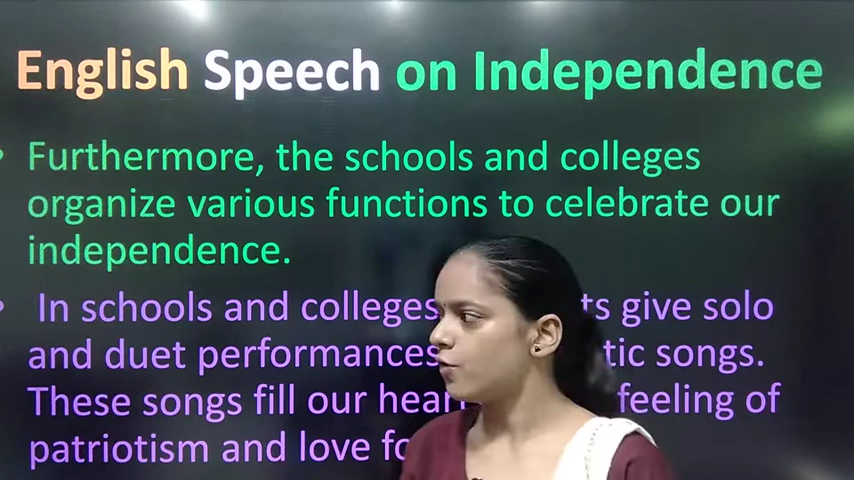 English Speech on Independence
Furthermore, the schools and colleges
organize various functions to celebrate our
independence.
In schools and colleges give solo
and duet performances songs.
These songs fill our feeling of
patriotism and love